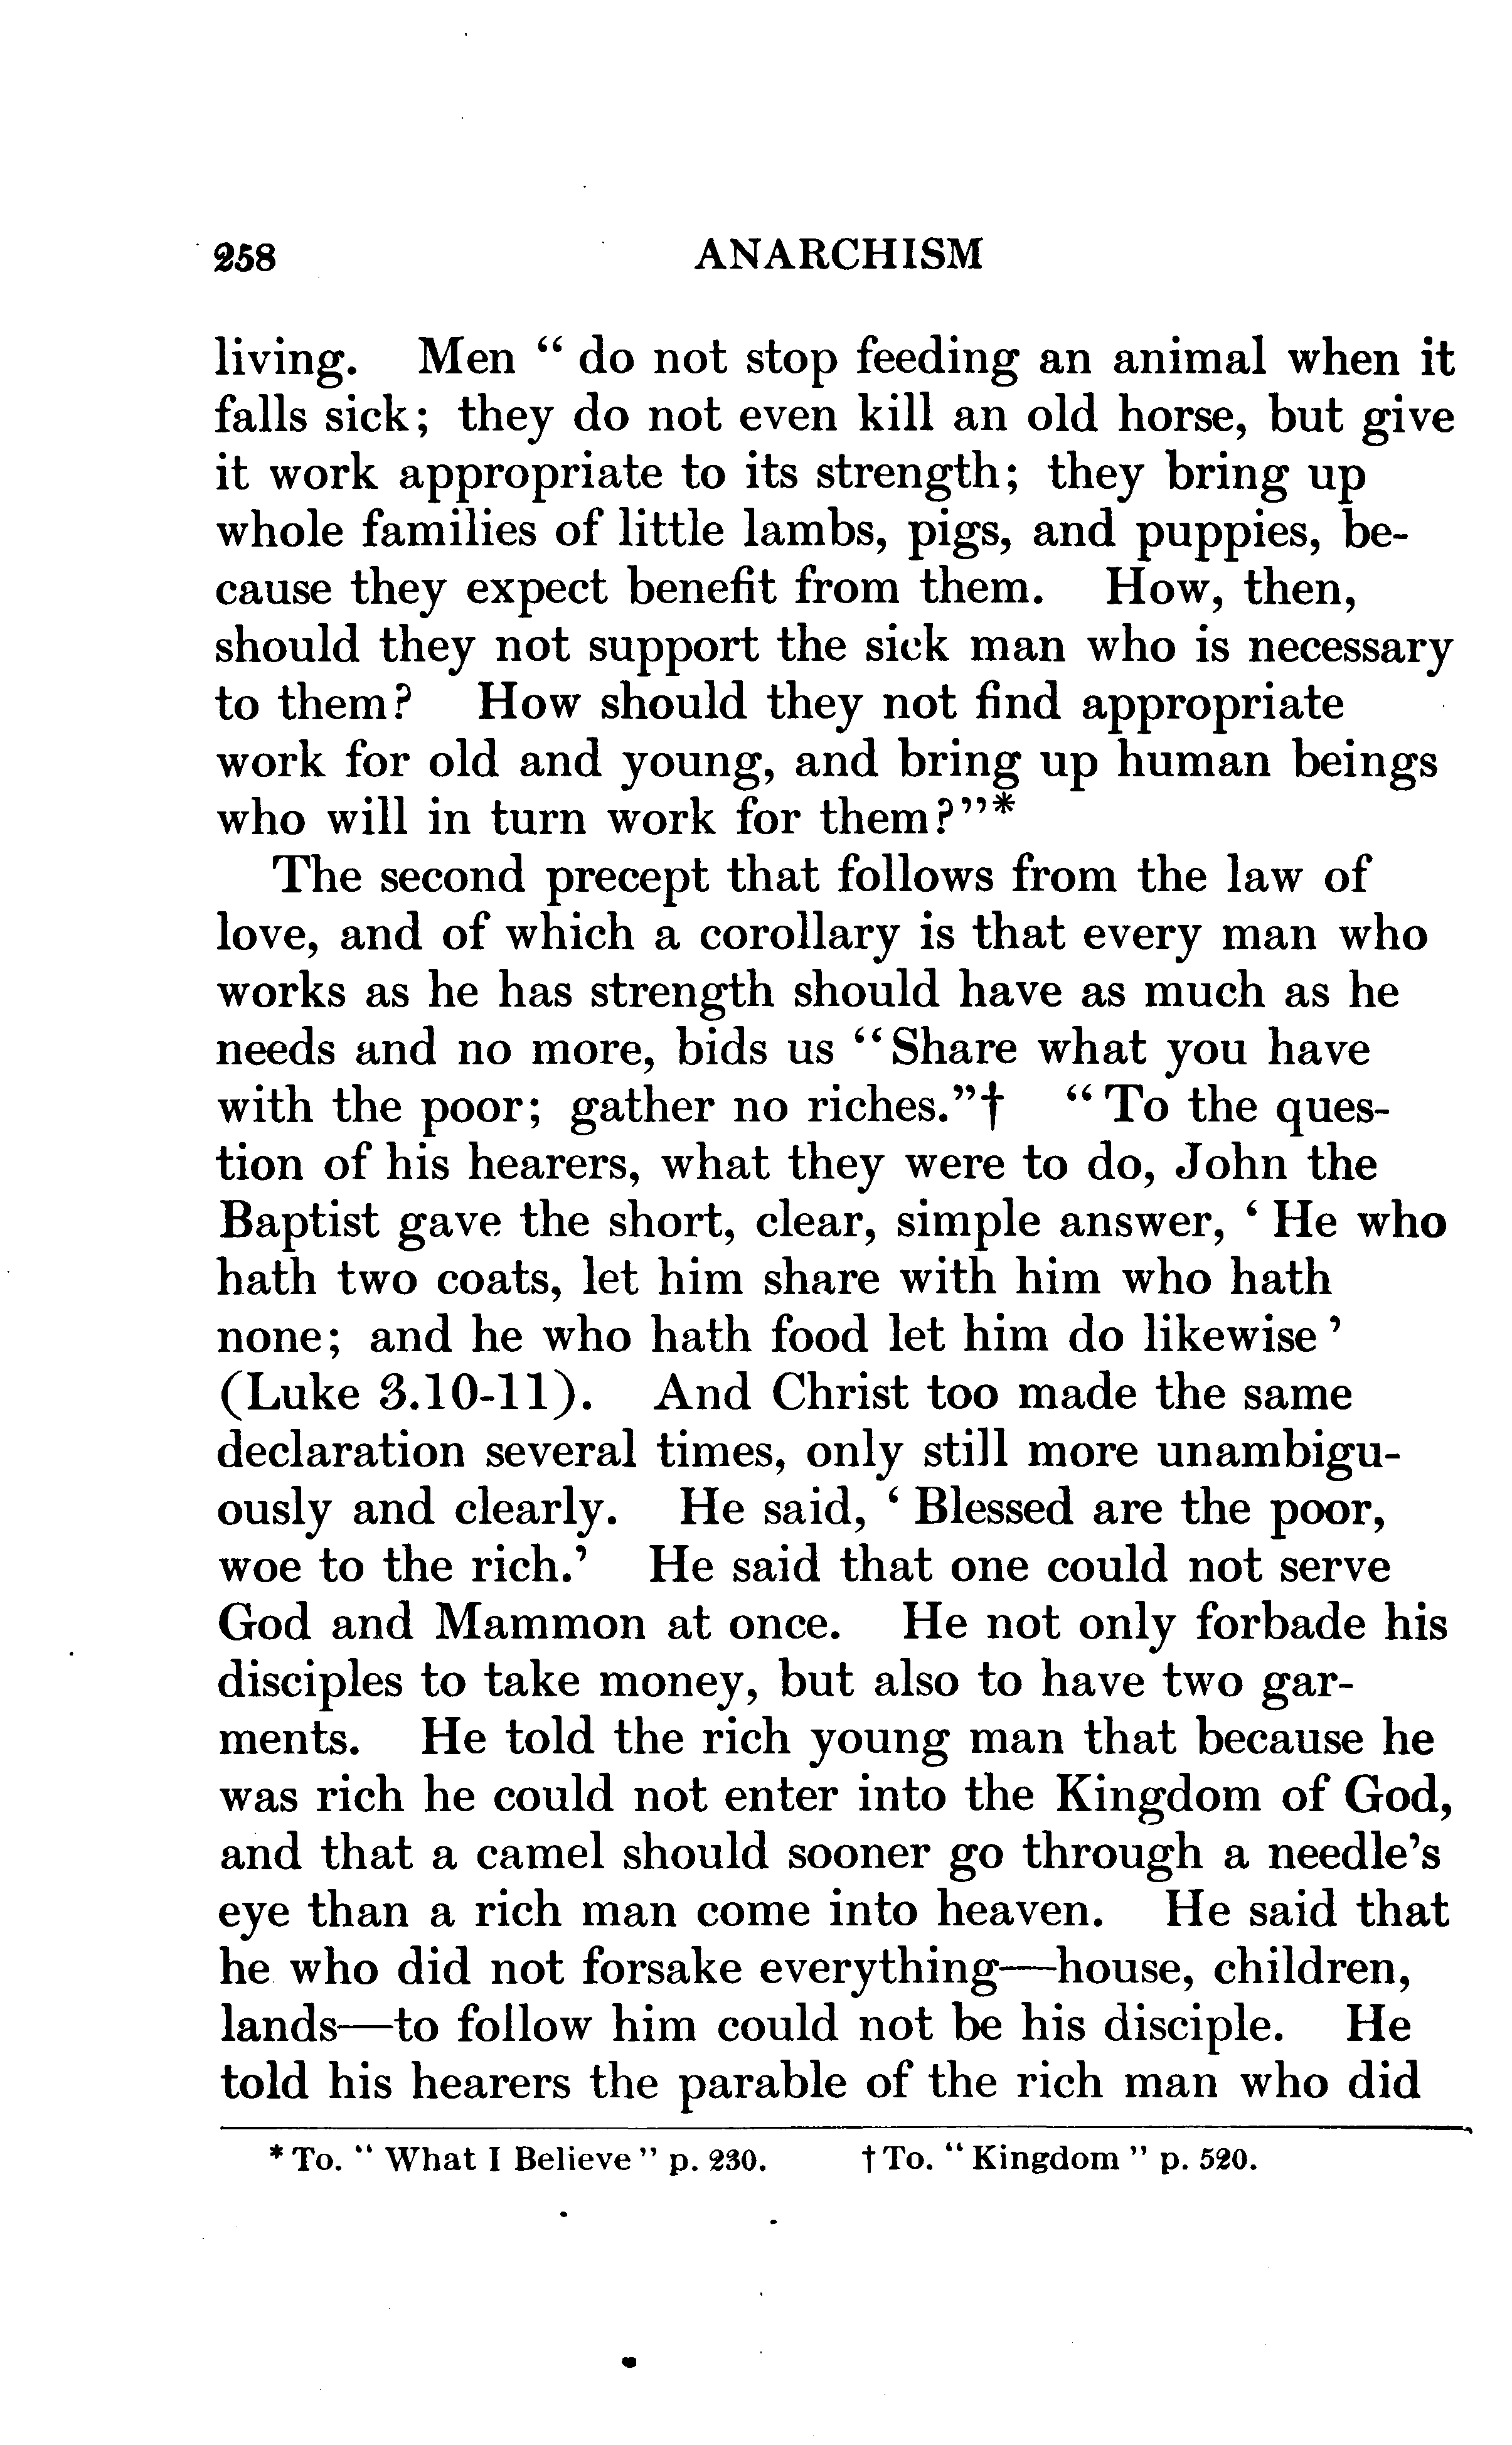 258 ANARCHISM
living. Men " do not stop feeding an animal when it
falls sick; they do not even kill an old horse, but give
it work appropriate to its strength; they bring up
whole families of little lambs, pigs, and puppies, be-
cause they expect benefit from them. How, then,
should they not support the sick man who is necessary
to them? How should they not find appropriate
work for old and young, and bring up human beings
who will in turn work for them?"*
The second precept that follows from the law of
love, and of which a corollary is that every man who
works as he has strength should have as much as he
needs and no more, bids us "Share what you have
with the poor; gather no riches."† " To the ques-
tion of his hearers, what they were to do, John the
Baptist gave the short, clear, simple answer, ' He who
hath two coats, let him share with him who hath
none; and he who hath food let him do likewise '
(Luke 3.10-11). And Christ too made the same
declaration several times, only still more unambigu-
ously and clearly. He said, ' Blessed are the poor,
woe to the rich.' He said that one could not serve
God and Mammon at once. He not only forbade his
disciples to take money, but also to have two gar-
ments. He told the rich young man that because he
was rich he could not enter into the Kingdom of God,
and that a camel should sooner go through a needle's
eye than a rich man come into heaven. He said that
he who did not forsake everything—house, children,
lands—to follow him could not be his disciple. He
told his hearers the parable of the rich man who did
* To. " What I Believe " p. 230. † To. " Kingdom " p. 520.